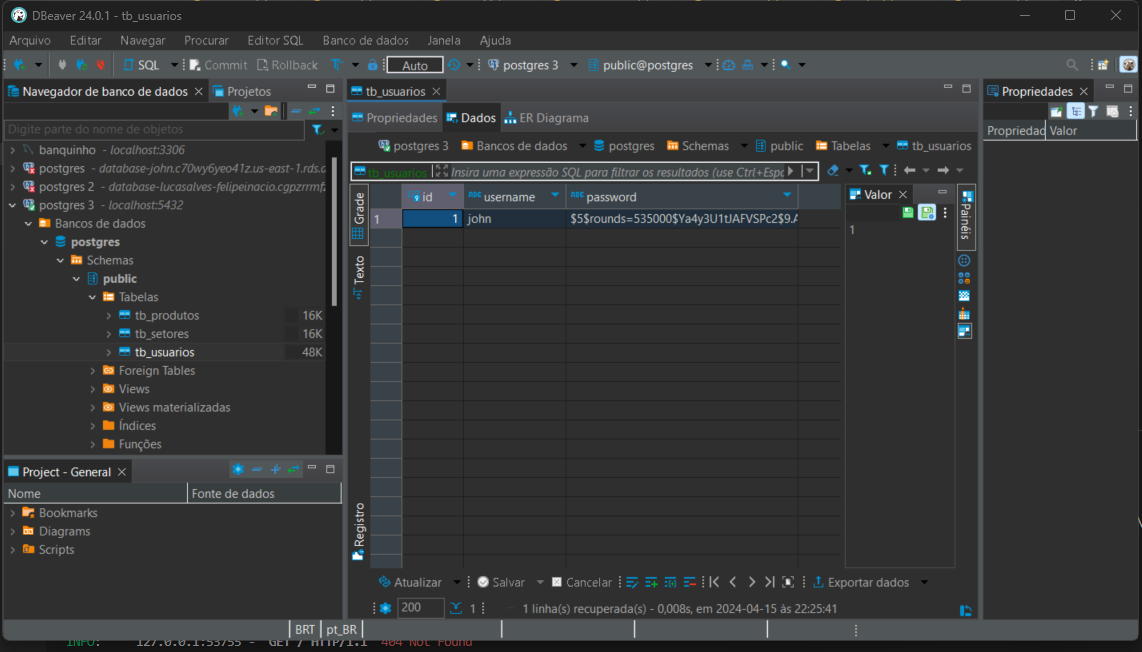 DBeaver 24.0.1 - tb_usuarios
Arquivo Editar Navegar Procurar Editor SQL Banco de dados Janela Ajuda
SQL Commit Rollback Auto postgres 3 public@postgres
Navegador de banco de dados Projetos
Digite parte do nome de objetos
banquinho - localhost:3306
postgres - database-john.c70wy6yeo41z.us-east-1.rds.a
postgres 2 - database-lucasalves-felipeinacio.cgpzrrmfz
postgres 3 - localhost:5432
Bancos de dados
postgres
Schemas
public
Tabelas
tb_produtos 16K
tb_setores 16K
tb_usuarios 48K
Foreign Tables
Views
Views materializadas
Índices
Funções
Project - General
Nome Fonte de dados
Bookmarks
Diagrams
Scripts
tb_usuarios
Propriedades Dados ER Diagrama
postgres 3 Bancos de dados postgres Schemas public Tabelas tb_usuarios
tb_usuarios Insira uma expressão SQL para filtrar os resultados (use Ctrl+Espa
Grade
Texto
Registro
id ABC username ABC password
1 1 john $5$rounds=535000$Ya4y3U1tJAFVSPc2$9.A
Valor
1
Painéis
Atualizar Salvar Cancelar Exportar dados
200 1 1 linha(s) recuperada(s) - 0,008s, em 2024-04-15 às 22:25:41
Propriedades
Propriedad Valor
BRT pt_BR
INFO: 127.0.0.1:53755 - "GET / HTTP/1.1" 404 Not Found